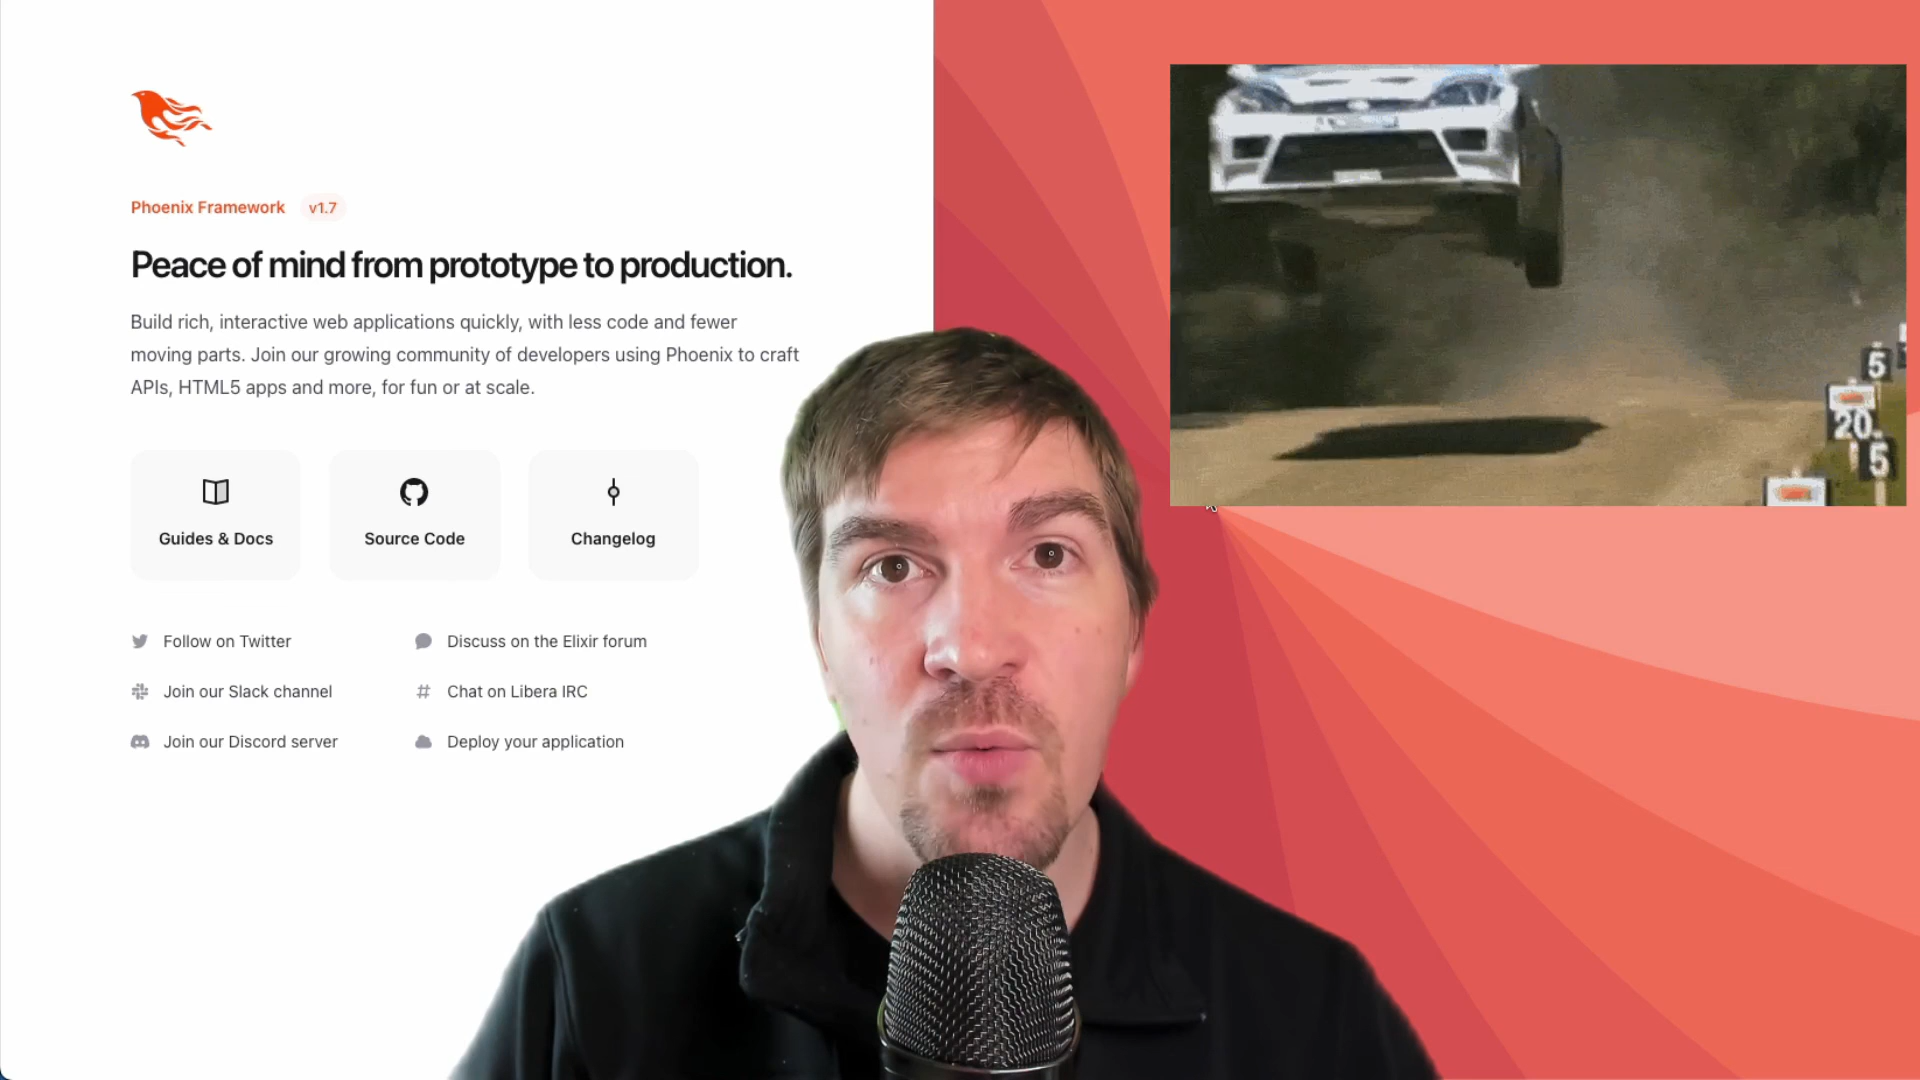 Phoenix Framework v1.7
Peace of mind from prototype to production.
Build rich, interactive web applications quickly, with less code and fewer
moving parts. Join our growing community of developers using Phoenix to craft
APIs, HTML5 apps and more, for fun or at scale.
Guides & Docs
Source Code
Changelog
Follow on Twitter
Discuss on the Elixir forum
Join our Slack channel
Chat on Libera IRC
Join our Discord server
Deploy your application
5
20
5